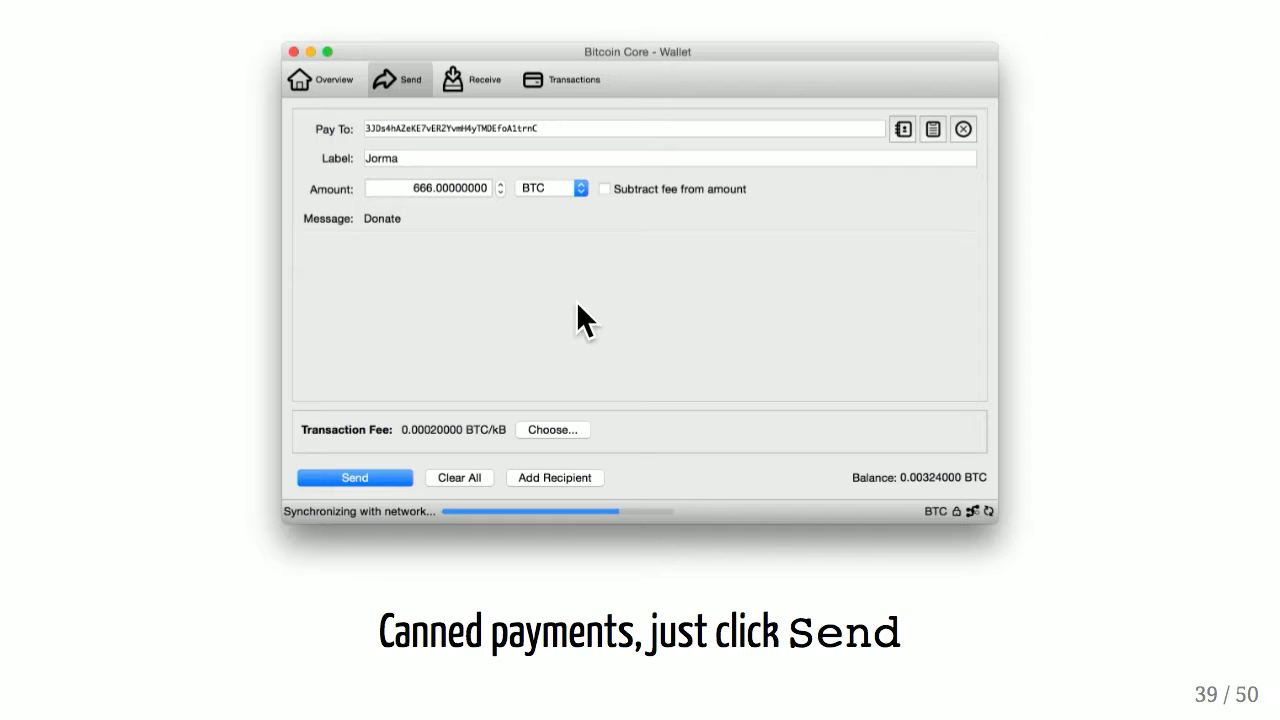 Bitcoin Core - Wallet
Overview Send Receive Transactions
Pay To: 3JDs4hAZeKE7vER2YvmH4yTMDEfoA1trnC
Label: Jorma
Amount: 666.00000000 BTC Subtract fee from amount
Message: Donate
Transaction Fee: 0.00020000 BTC/kB Choose...
Send Clear All Add Recipient Balance: 0.00324000 BTC
Synchronizing with network... BTC
Canned payments, just click Send
39 / 50